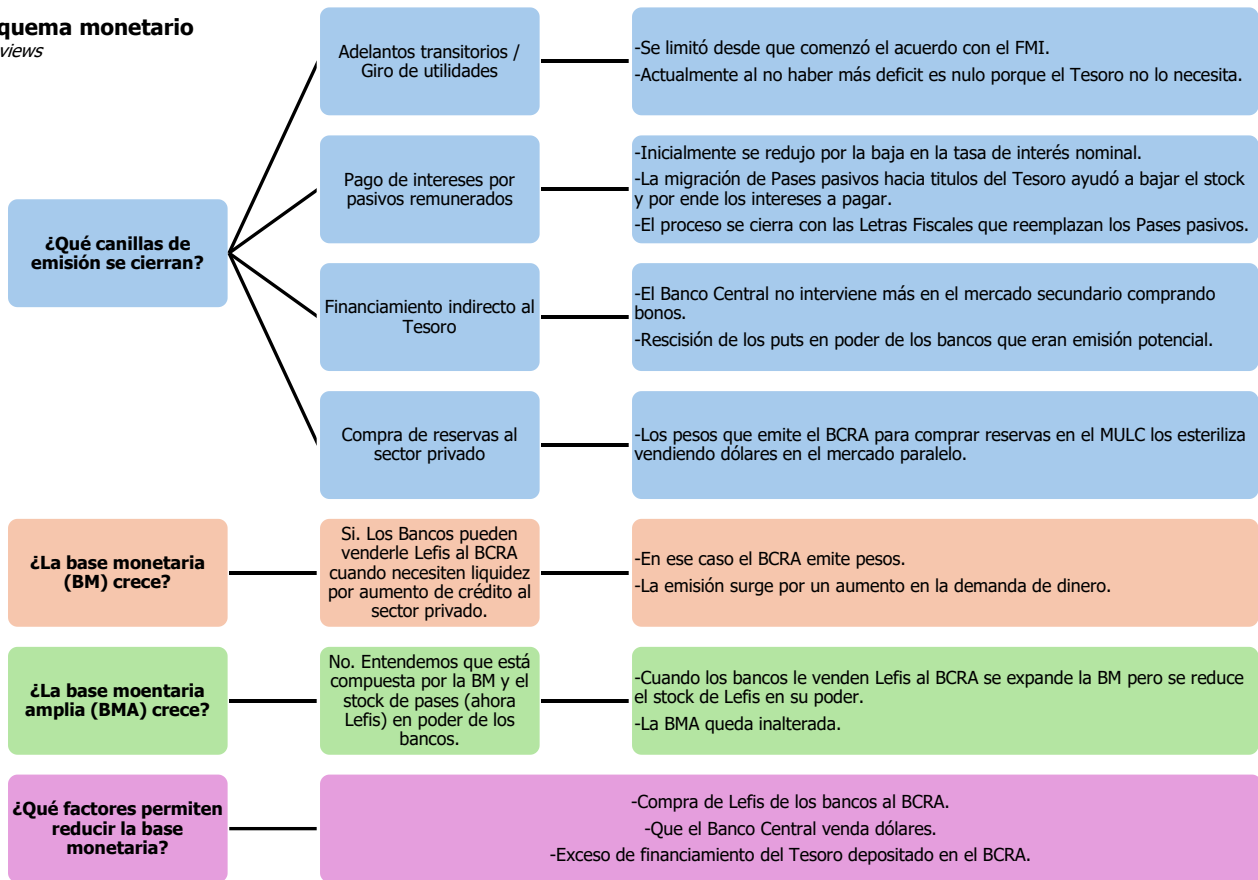 quema monetario
views
Adelantos transitorios /
Giro de utilidades
-Se limitó desde que comenzó el acuerdo con el FMI.
-Actualmente al no haber más deficit es nulo porque el Tesoro no lo necesita.
¿Qué canillas de
emisión se cierran?
Pago de intereses por
pasivos remunerados
-Inicialmente se redujo por la baja en la tasa de interés nominal.
-La migración de Pases pasivos hacia titulos del Tesoro ayudó a bajar el stock
y por ende los intereses a pagar.
-El proceso se cierra con las Letras Fiscales que reemplazan los Pases pasivos.
Financiamiento indirecto al
Tesoro
-El Banco Central no interviene más en el mercado secundario comprando
bonos.
-Rescisión de los puts en poder de los bancos que eran emisión potencial.
Compra de reservas al
sector privado
-Los pesos que emite el BCRA para comprar reservas en el MULC los esteriliza
vendiendo dólares en el mercado paralelo.
¿La base monetaria
(BM) crece?
Si. Los Bancos pueden
venderle Lefis al BCRA
cuando necesiten liquidez
por aumento de crédito al
sector privado.
-En ese caso el BCRA emite pesos.
-La emisión surge por un aumento en la demanda de dinero.
¿La base moentaria
amplia (BMA) crece?
No. Entendemos que está
compuesta por la BM y el
stock de pases (ahora
Lefis) en poder de los
bancos.
-Cuando los bancos le venden Lefis al BCRA se expande la BM pero se reduce
el stock de Lefis en su poder.
-La BMA queda inalterada.
¿Qué factores permiten
reducir la base
monetaria?
-Compra de Lefis de los bancos al BCRA.
-Que el Banco Central venda dólares.
-Exceso de financiamiento del Tesoro depositado en el BCRA.